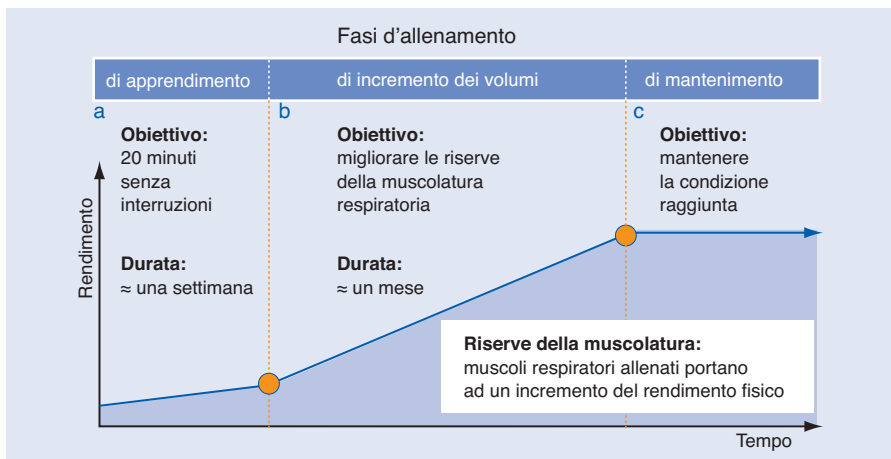 Fasi d'allenamento
di apprendimento
di incremento dei volumi
di mantenimento
a
b
c
Obiettivo:
20 minuti
senza
interruzioni
Durata:
≈ una settimana
Obiettivo:
migliorare le riserve
della muscolatura
respiratoria
Durata:
≈ un mese
Obiettivo:
mantenere
la condizione
raggiunta
Rendimento
Riserve della muscolatura:
muscoli respiratori allenati portano
ad un incremento del rendimento fisico
Tempo